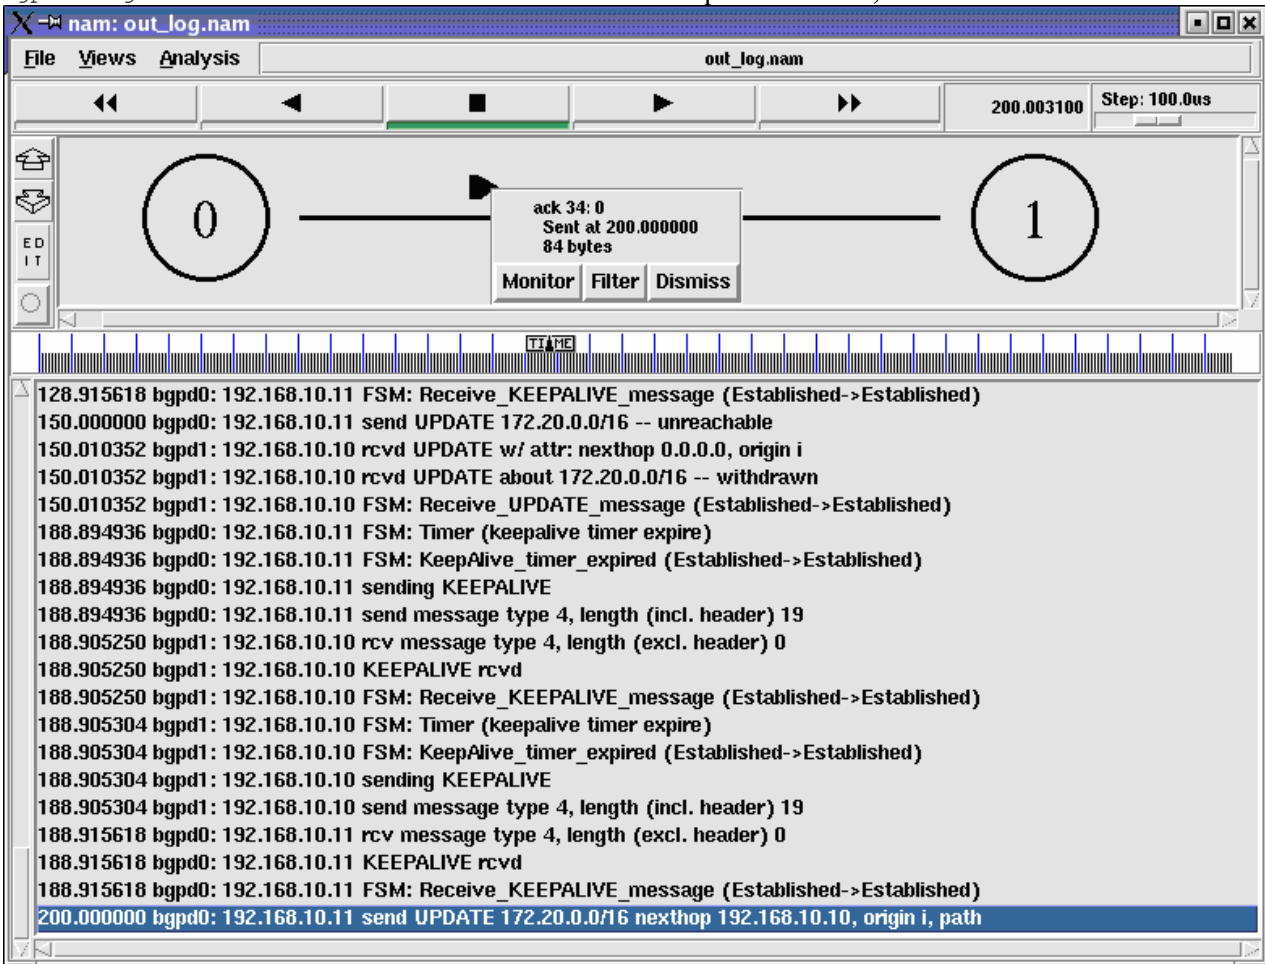 nam: out_log.nam
File Views Analysis out_log.nam
200.003100 Step: 100.0us
0 1
ack 34: 0
Sent at 200.000000
84 bytes
Monitor Filter Dismiss
ED
IT
TIME
128.915618 bgpd0: 192.168.10.11 FSM: Receive_KEEPALIVE_message (Established->Established)
150.000000 bgpd0: 192.168.10.11 send UPDATE 172.20.0.0/16 -- unreachable
150.010352 bgpd1: 192.168.10.10 rcvd UPDATE w/ attr: nexthop 0.0.0.0, origin i
150.010352 bgpd1: 192.168.10.10 rcvd UPDATE about 172.20.0.0/16 -- withdrawn
150.010352 bgpd1: 192.168.10.10 FSM: Receive_UPDATE_message (Established->Established)
188.894936 bgpd0: 192.168.10.11 FSM: Timer (keepalive timer expire)
188.894936 bgpd0: 192.168.10.11 FSM: KeepAlive_timer_expired (Established->Established)
188.894936 bgpd0: 192.168.10.11 sending KEEPALIVE
188.894936 bgpd0: 192.168.10.11 send message type 4, length (incl. header) 19
188.905250 bgpd1: 192.168.10.10 rcv message type 4, length (excl. header) 0
188.905250 bgpd1: 192.168.10.10 KEEPALIVE rcvd
188.905250 bgpd1: 192.168.10.10 FSM: Receive_KEEPALIVE_message (Established->Established)
188.905304 bgpd1: 192.168.10.10 FSM: Timer (keepalive timer expire)
188.905304 bgpd1: 192.168.10.10 FSM: KeepAlive_timer_expired (Established->Established)
188.905304 bgpd1: 192.168.10.10 sending KEEPALIVE
188.905304 bgpd1: 192.168.10.10 send message type 4, length (incl. header) 19
188.915618 bgpd0: 192.168.10.11 rcv message type 4, length (excl. header) 0
188.915618 bgpd0: 192.168.10.11 KEEPALIVE rcvd
188.915618 bgpd0: 192.168.10.11 FSM: Receive_KEEPALIVE_message (Established->Established)
200.000000 bgpd0: 192.168.10.11 send UPDATE 172.20.0.0/16 nexthop 192.168.10.10, origin i, path